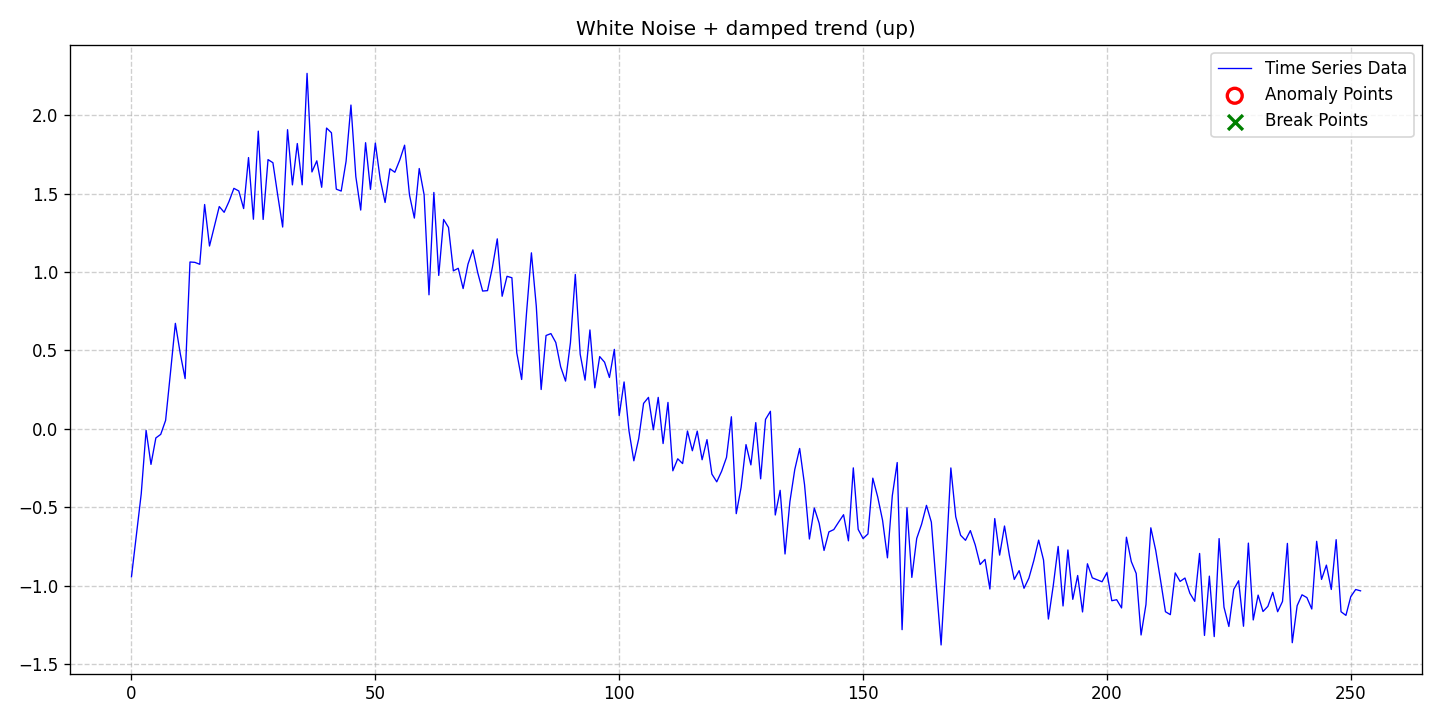 White Noise + damped trend (up)
Time Series Data
Anomaly Points
Break Points
2.0
1.5
1.0
0.5
0.0
−0.5
−1.0
−1.5
0 50 100 150 200 250